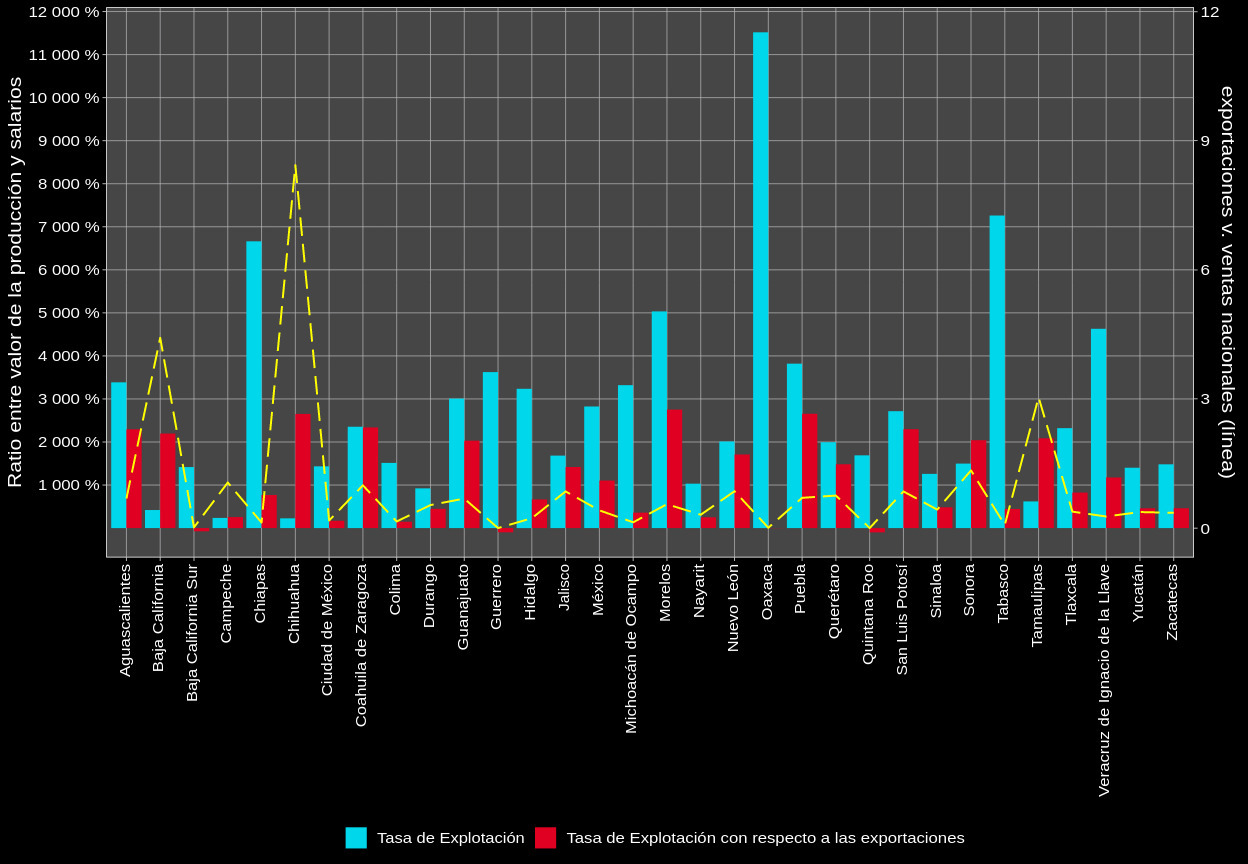 Ratio entre valor de la producción y salarios
12 000 %
11 000 %
10 000 %
9 000 %
8 000 %
7 000 %
6 000 %
5 000 %
4 000 %
3 000 %
2 000 %
1 000 %
12
9
6
3
0
exportaciones v. ventas nacionales (línea)
Aguascalientes
Baja California
Baja California Sur
Campeche
Chiapas
Chihuahua
Ciudad de México
Coahuila de Zaragoza
Colima
Durango
Guanajuato
Guerrero
Hidalgo
Jalisco
México
Michoacán de Ocampo
Morelos
Nayarit
Nuevo León
Oaxaca
Puebla
Querétaro
Quintana Roo
San Luis Potosí
Sinaloa
Sonora
Tabasco
Tamaulipas
Tlaxcala
Veracruz de Ignacio de la Llave
Yucatán
Zacatecas
Tasa de Explotación
Tasa de Explotación con respecto a las exportaciones